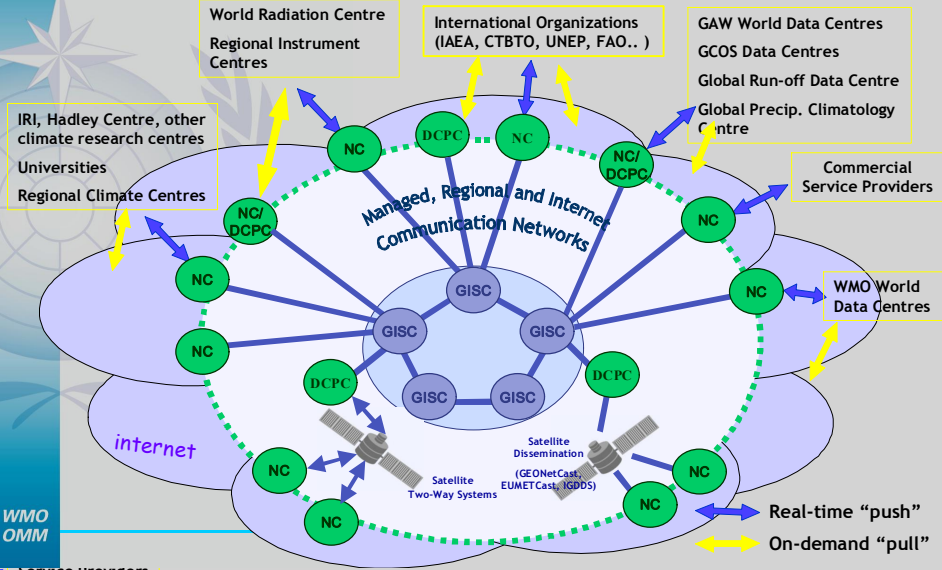 World Radiation Centre
Regional Instrument
Centres
International Organizations
(IAEA, CTBTO, UNEP, FAO.. )
GAW World Data Centres
GCOS Data Centres
Global Run-off Data Centre
Global Precip. Climatology
Centre
IRI, Hadley Centre, other
climate research centres
Universities
Regional Climate Centres
Commercial
Service Providers
WMO World
Data Centres
NC
DCPC
NC
NC/
DCPC
NC/
DCPC
NC
NC
NC
NC
Managed, Regional and Internet
Communication Networks
GISC
GISC
GISC
GISC
GISC
DCPC
DCPC
internet
NC
NC
Satellite
Two-Way Systems
Satellite
Dissemination
(GEONetCast,
EUMETCast, IGDDS)
NC
NC
WMO
OMM
Real-time “push”
On-demand “pull”
Service Providers